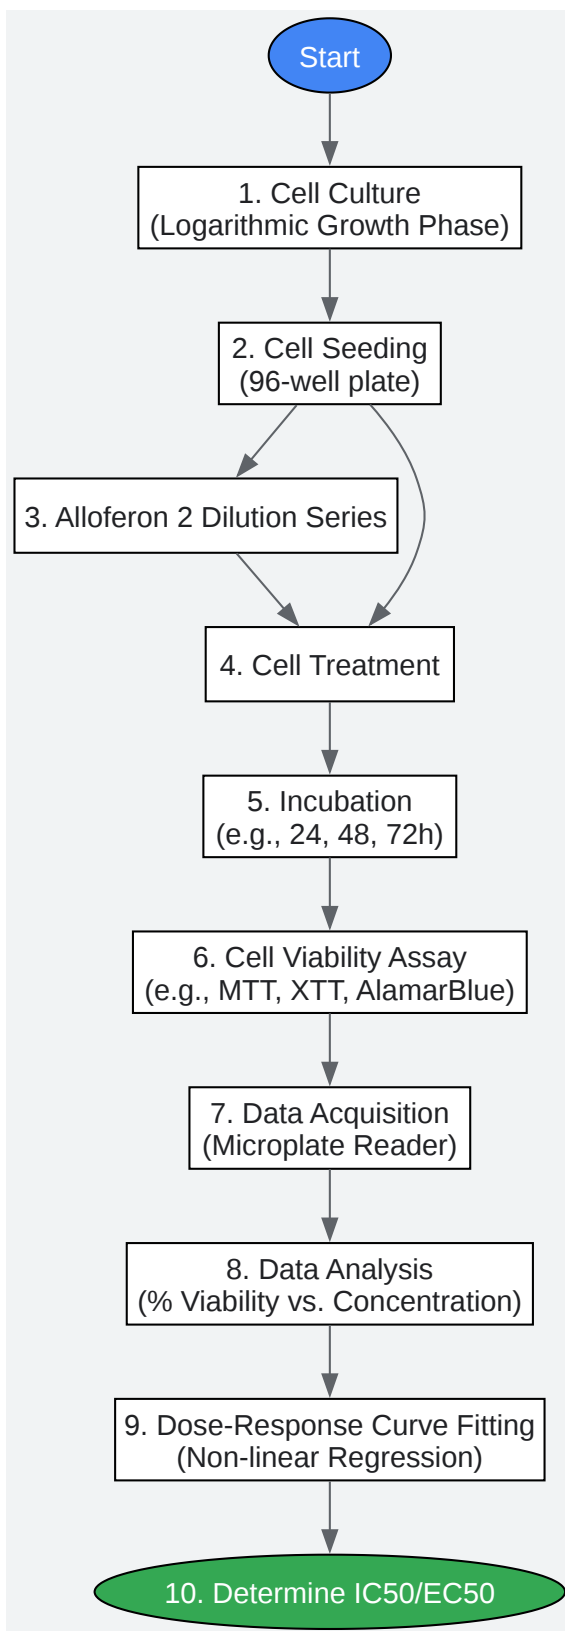 Start
1. Cell Culture
(Logarithmic Growth Phase)
2. Cell Seeding
(96-well plate)
3. Alloferon 2 Dilution Series
4. Cell Treatment
5. Incubation
(e.g., 24, 48, 72h)
6. Cell Viability Assay
(e.g., MTT, XTT, AlamarBlue)
7. Data Acquisition
(Microplate Reader)
8. Data Analysis
(% Viability vs. Concentration)
9. Dose-Response Curve Fitting
(Non-linear Regression)
10. Determine IC50/EC50